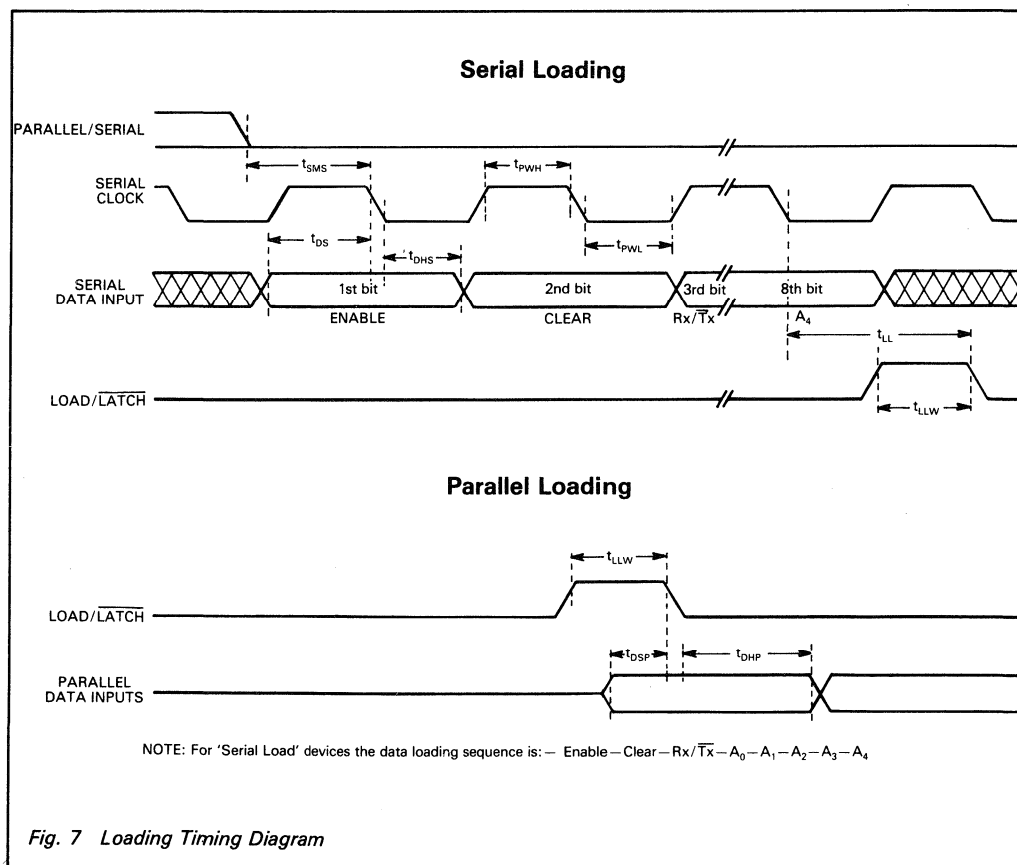 Serial Loading
PARALLEL/SERIAL
tSMS
tPWH
SERIAL
CLOCK
tDS
tDHS
tPWL
SERIAL
DATA INPUT
1st bit
2nd bit
3rd bit
8th bit
ENABLE
CLEAR
Rx/T̅x̅
A₄
tLL
LOAD/L̅A̅T̅C̅H̅
tLLW
Parallel Loading
tLLW
LOAD/L̅A̅T̅C̅H̅
tDSP
tDHP
PARALLEL
DATA INPUTS
NOTE: For 'Serial Load' devices the data loading sequence is:— Enable—Clear—Rx/T̅x̅—A₀—A₁—A₂—A₃—A₄
Fig. 7 Loading Timing Diagram